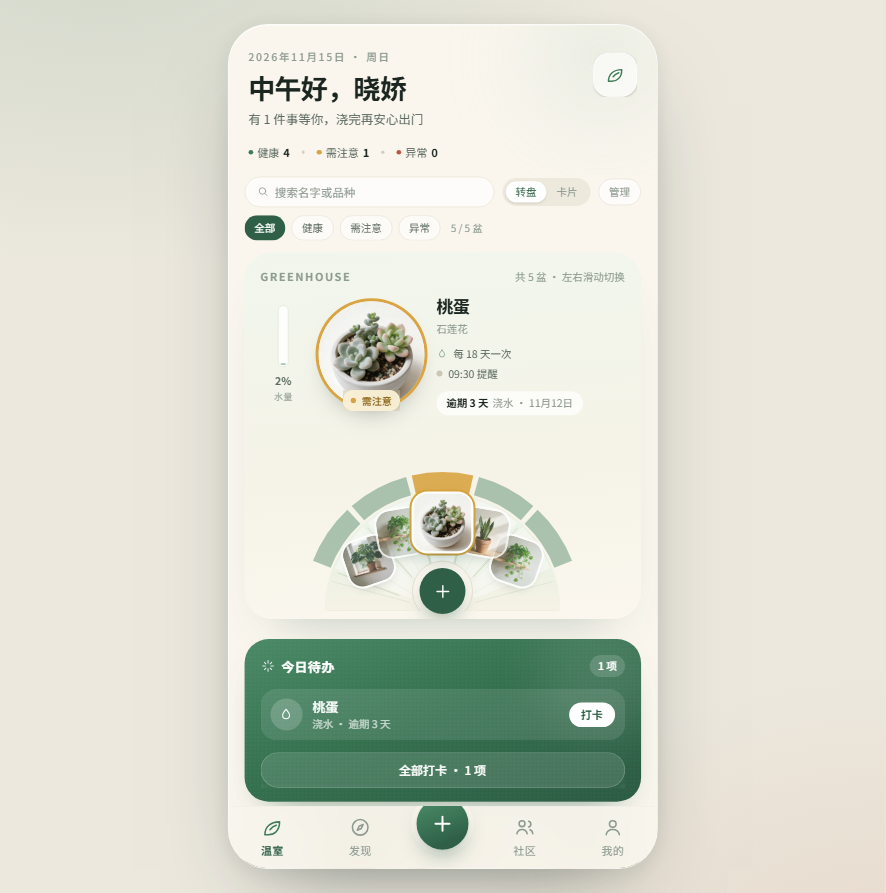 2026年11月15日 · 周日
中午好，晓娇
有 1 件事等你，浇完再安心出门
健康 4 · 需注意 1 · 异常 0
搜索名字或品种
转盘 卡片 管理
全部 健康 需注意 异常 5 / 5 盆
GREENHOUSE
共 5 盆 · 左右滑动切换
桃蛋
石莲花
每 18 天一次
09:30 提醒
逾期 3 天 浇水 · 11月12日
2%
水量
需注意
今日待办
1 项
桃蛋
浇水 · 逾期 3 天
打卡
全部打卡 · 1 项
温室 发现 社区 我的